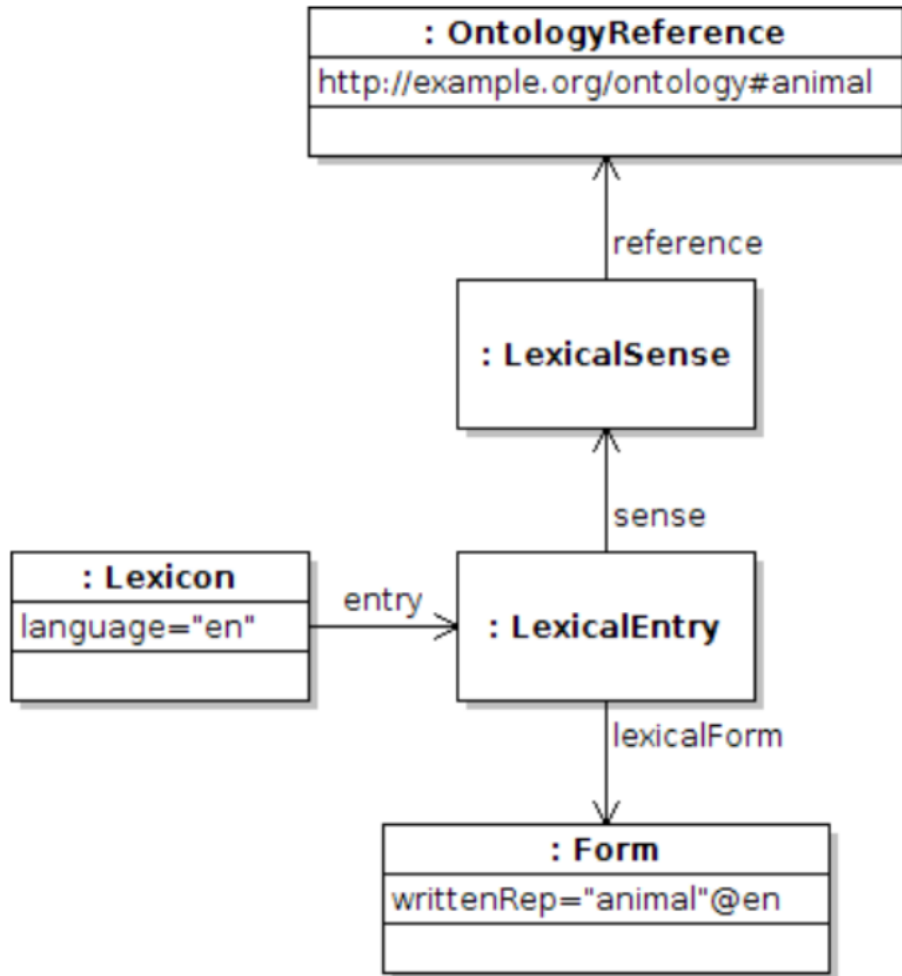 : OntologyReference
http://example.org/ontology#animal
reference
: LexicalSense
sense
: Lexicon
language="en"
entry
: LexicalEntry
lexicalForm
: Form
writtenRep="animal"@en